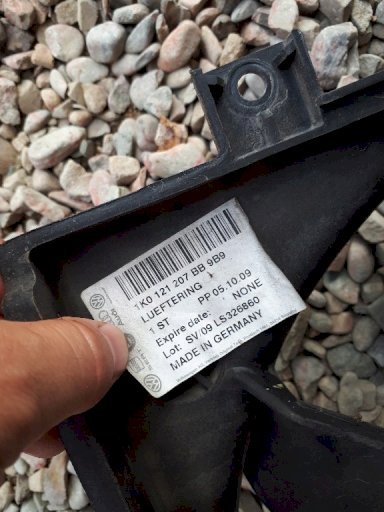 1K0 121 207 BB 9B9
LUEFTERING
1 ST PP 05.10.09
Expire date: NONE
Lot: SV 09 LS326860
MADE IN GERMANY
Audi